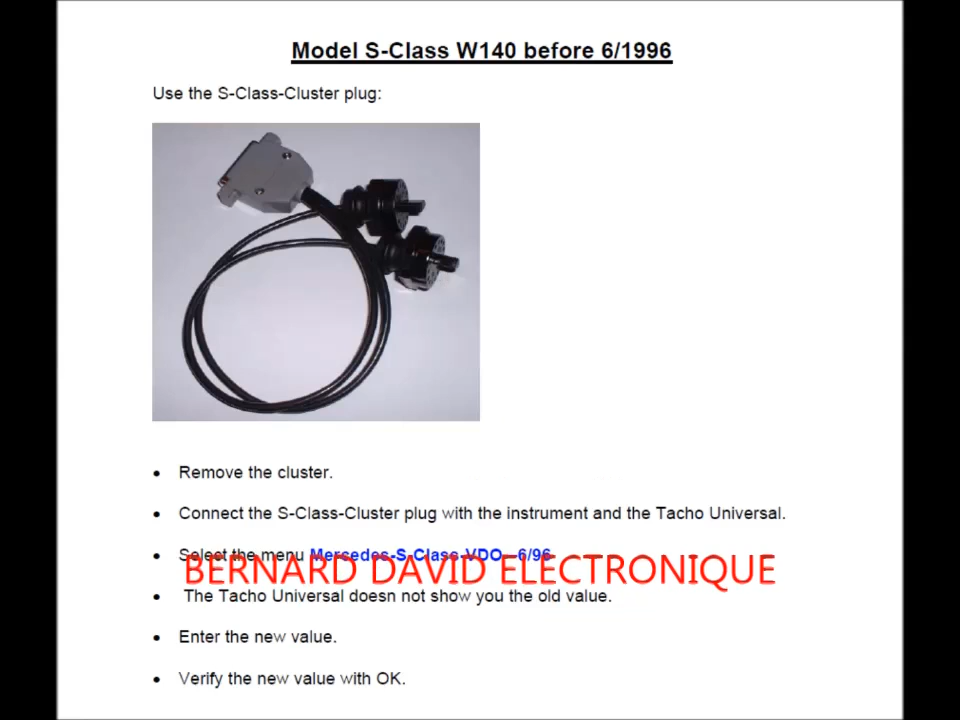 Model S-Class W140 before 6/1996
Use the S-Class-Cluster plug:
• Remove the cluster.
• Connect the S-Class-Cluster plug with the instrument and the Tacho Universal.
• Select the menu Mercedes-S-Class-VDO--6/96
BERNARD DAVID ELECTRONIQUE
• The Tacho Universal doesn not show you the old value.
• Enter the new value.
• Verify the new value with OK.